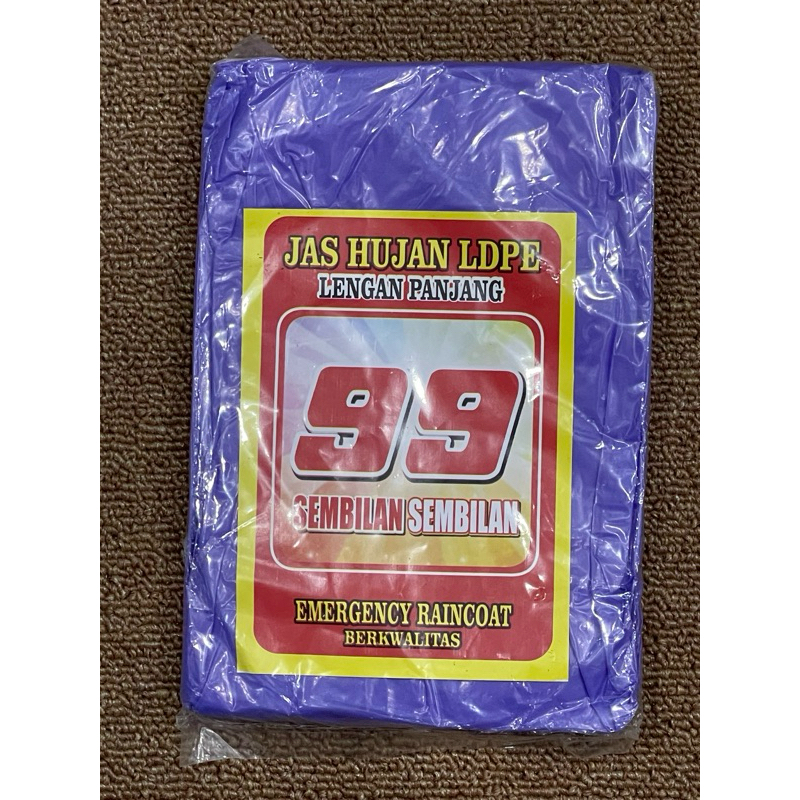 JAS HUJAN LDPE
LENGAN PANJANG
99
SEMBILAN SEMBILAN
EMERGENCY RAINCOAT
BERKWALITAS